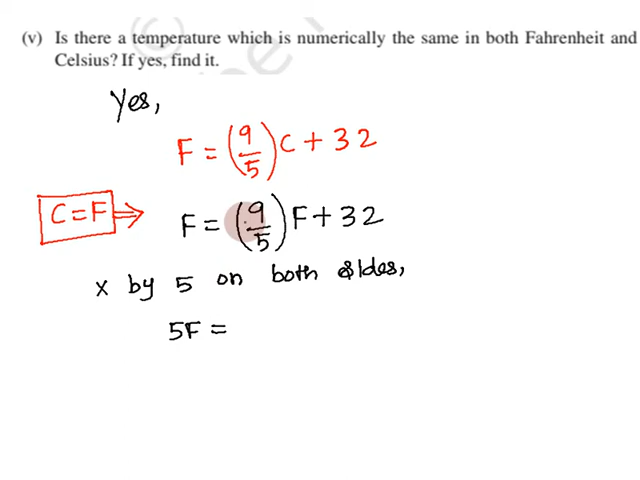 (v) Is there a temperature which is numerically the same in both Fahrenheit and
Celsius? If yes, find it.
Yes,
F = (9/5) C + 32
C = F ⇒ F = (9/5) F + 32
x by 5 on both sides,
5F =